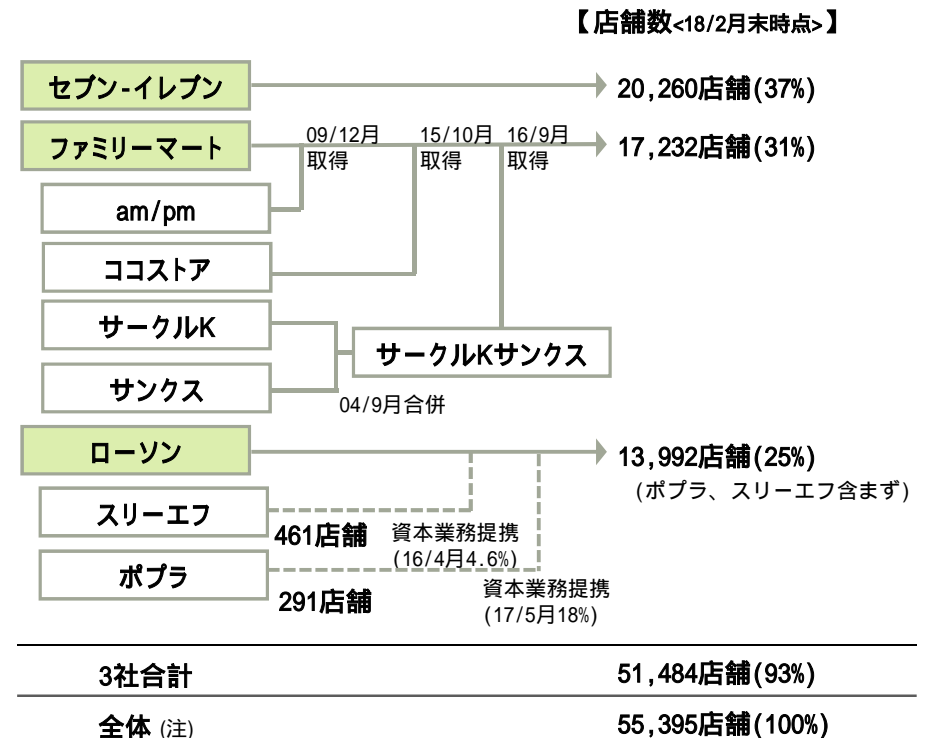 【店舗数<18/2月末時点>】
セブン-イレブン
20,260店舗(37%)
ファミリーマート
09/12月
取得
15/10月
取得
16/9月
取得
17,232店舗(31%)
am/pm
ココストア
サークルK
サークルKサンクス
サンクス
04/9月合併
ローソン
13,992店舗(25%)
(ポプラ、スリーエフ含まず)
スリーエフ
461店舗
資本業務提携
(16/4月4.6%)
ポプラ
291店舗
資本業務提携
(17/5月18%)
3社合計
51,484店舗(93%)
全体 (注)
55,395店舗(100%)